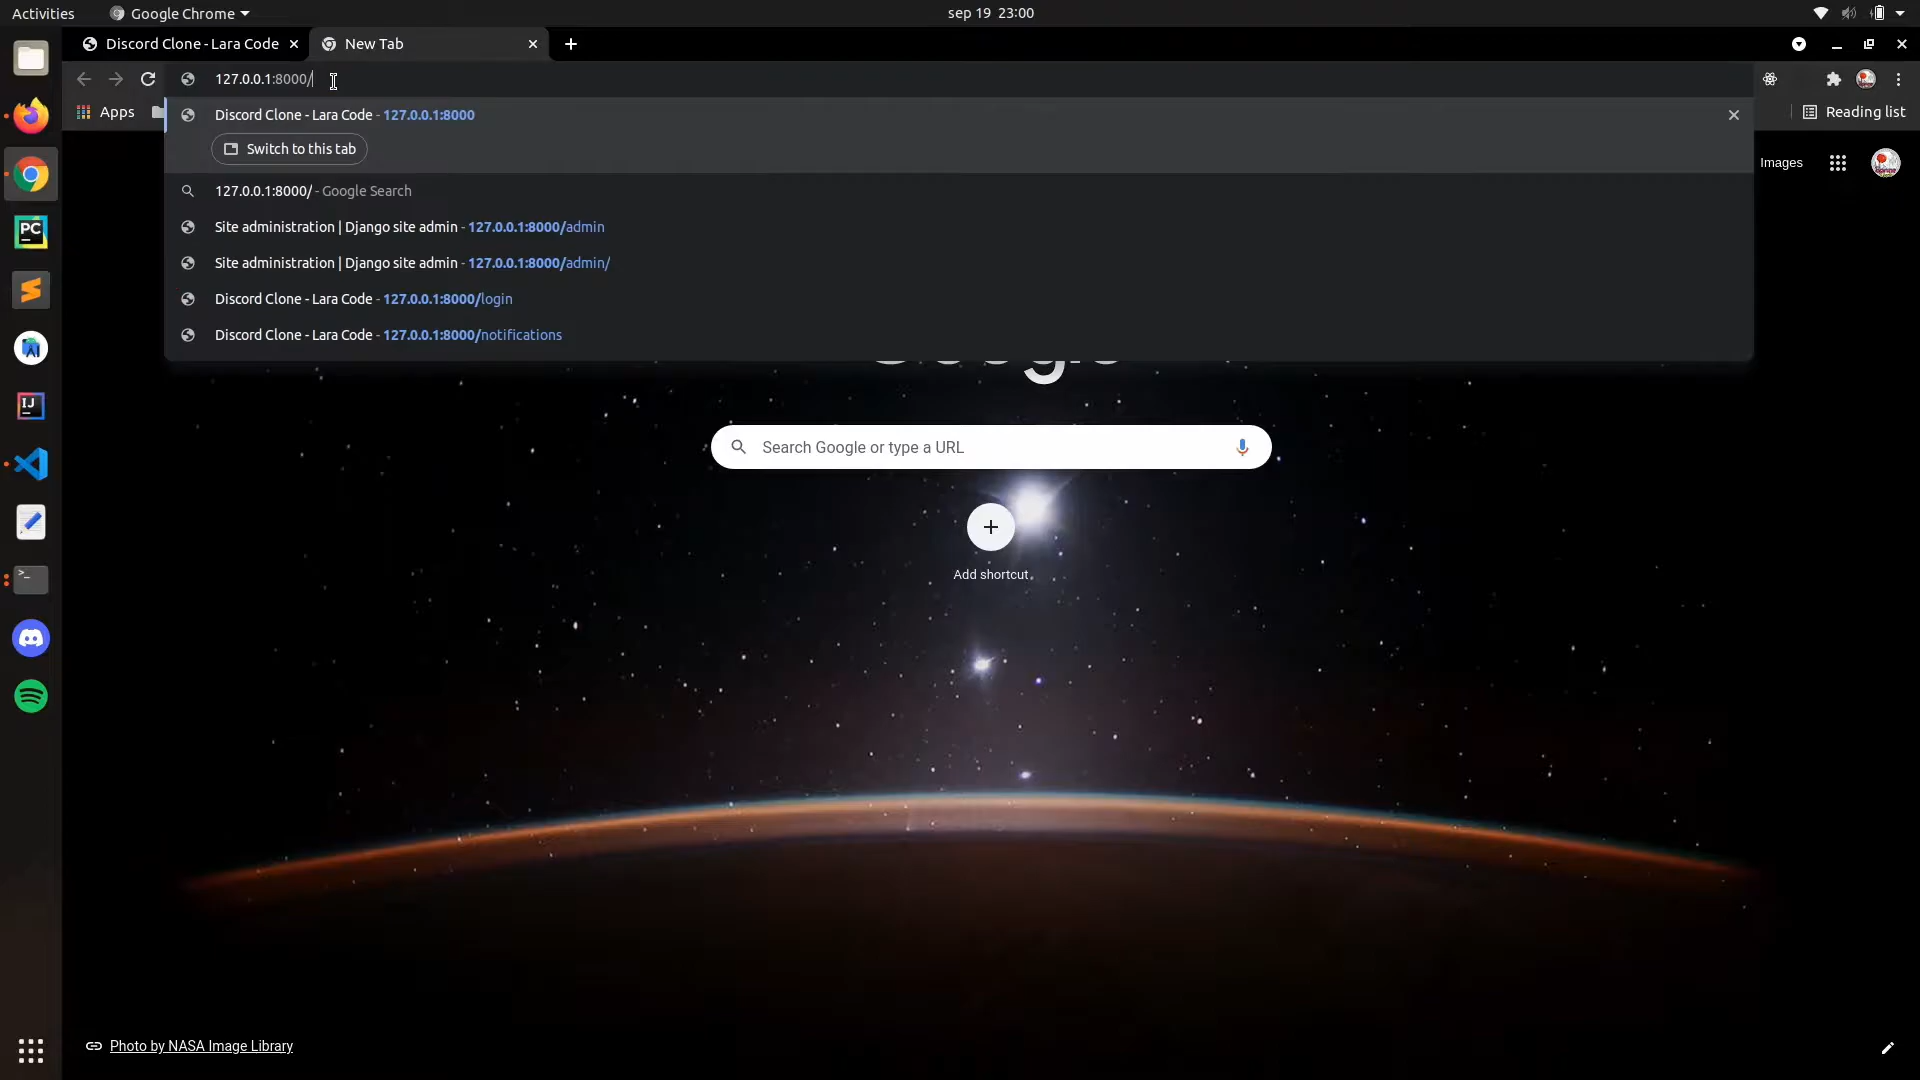 Activities
Google Chrome
sep 19 23:00
Discord Clone - Lara Code
New Tab
127.0.0.1:8000/
Apps
Reading list
Discord Clone - Lara Code - 127.0.0.1:8000
Switch to this tab
127.0.0.1:8000/ - Google Search
Site administration | Django site admin - 127.0.0.1:8000/admin
Site administration | Django site admin - 127.0.0.1:8000/admin/
Discord Clone - Lara Code - 127.0.0.1:8000/login
Discord Clone - Lara Code - 127.0.0.1:8000/notifications
Images
Search Google or type a URL
Add shortcut
PC
IJ
Photo by NASA Image Library